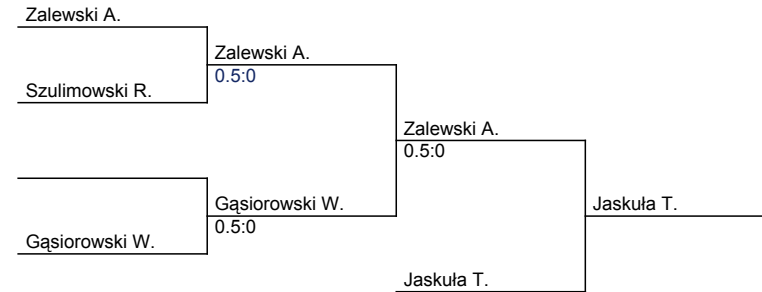 Zalewski A.
Zalewski A.
0.5:0
Szulimowski R.
Zalewski A.
0.5:0
Gąsiorowski W.
0.5:0
Jaskuła T.
Gąsiorowski W.
Jaskuła T.